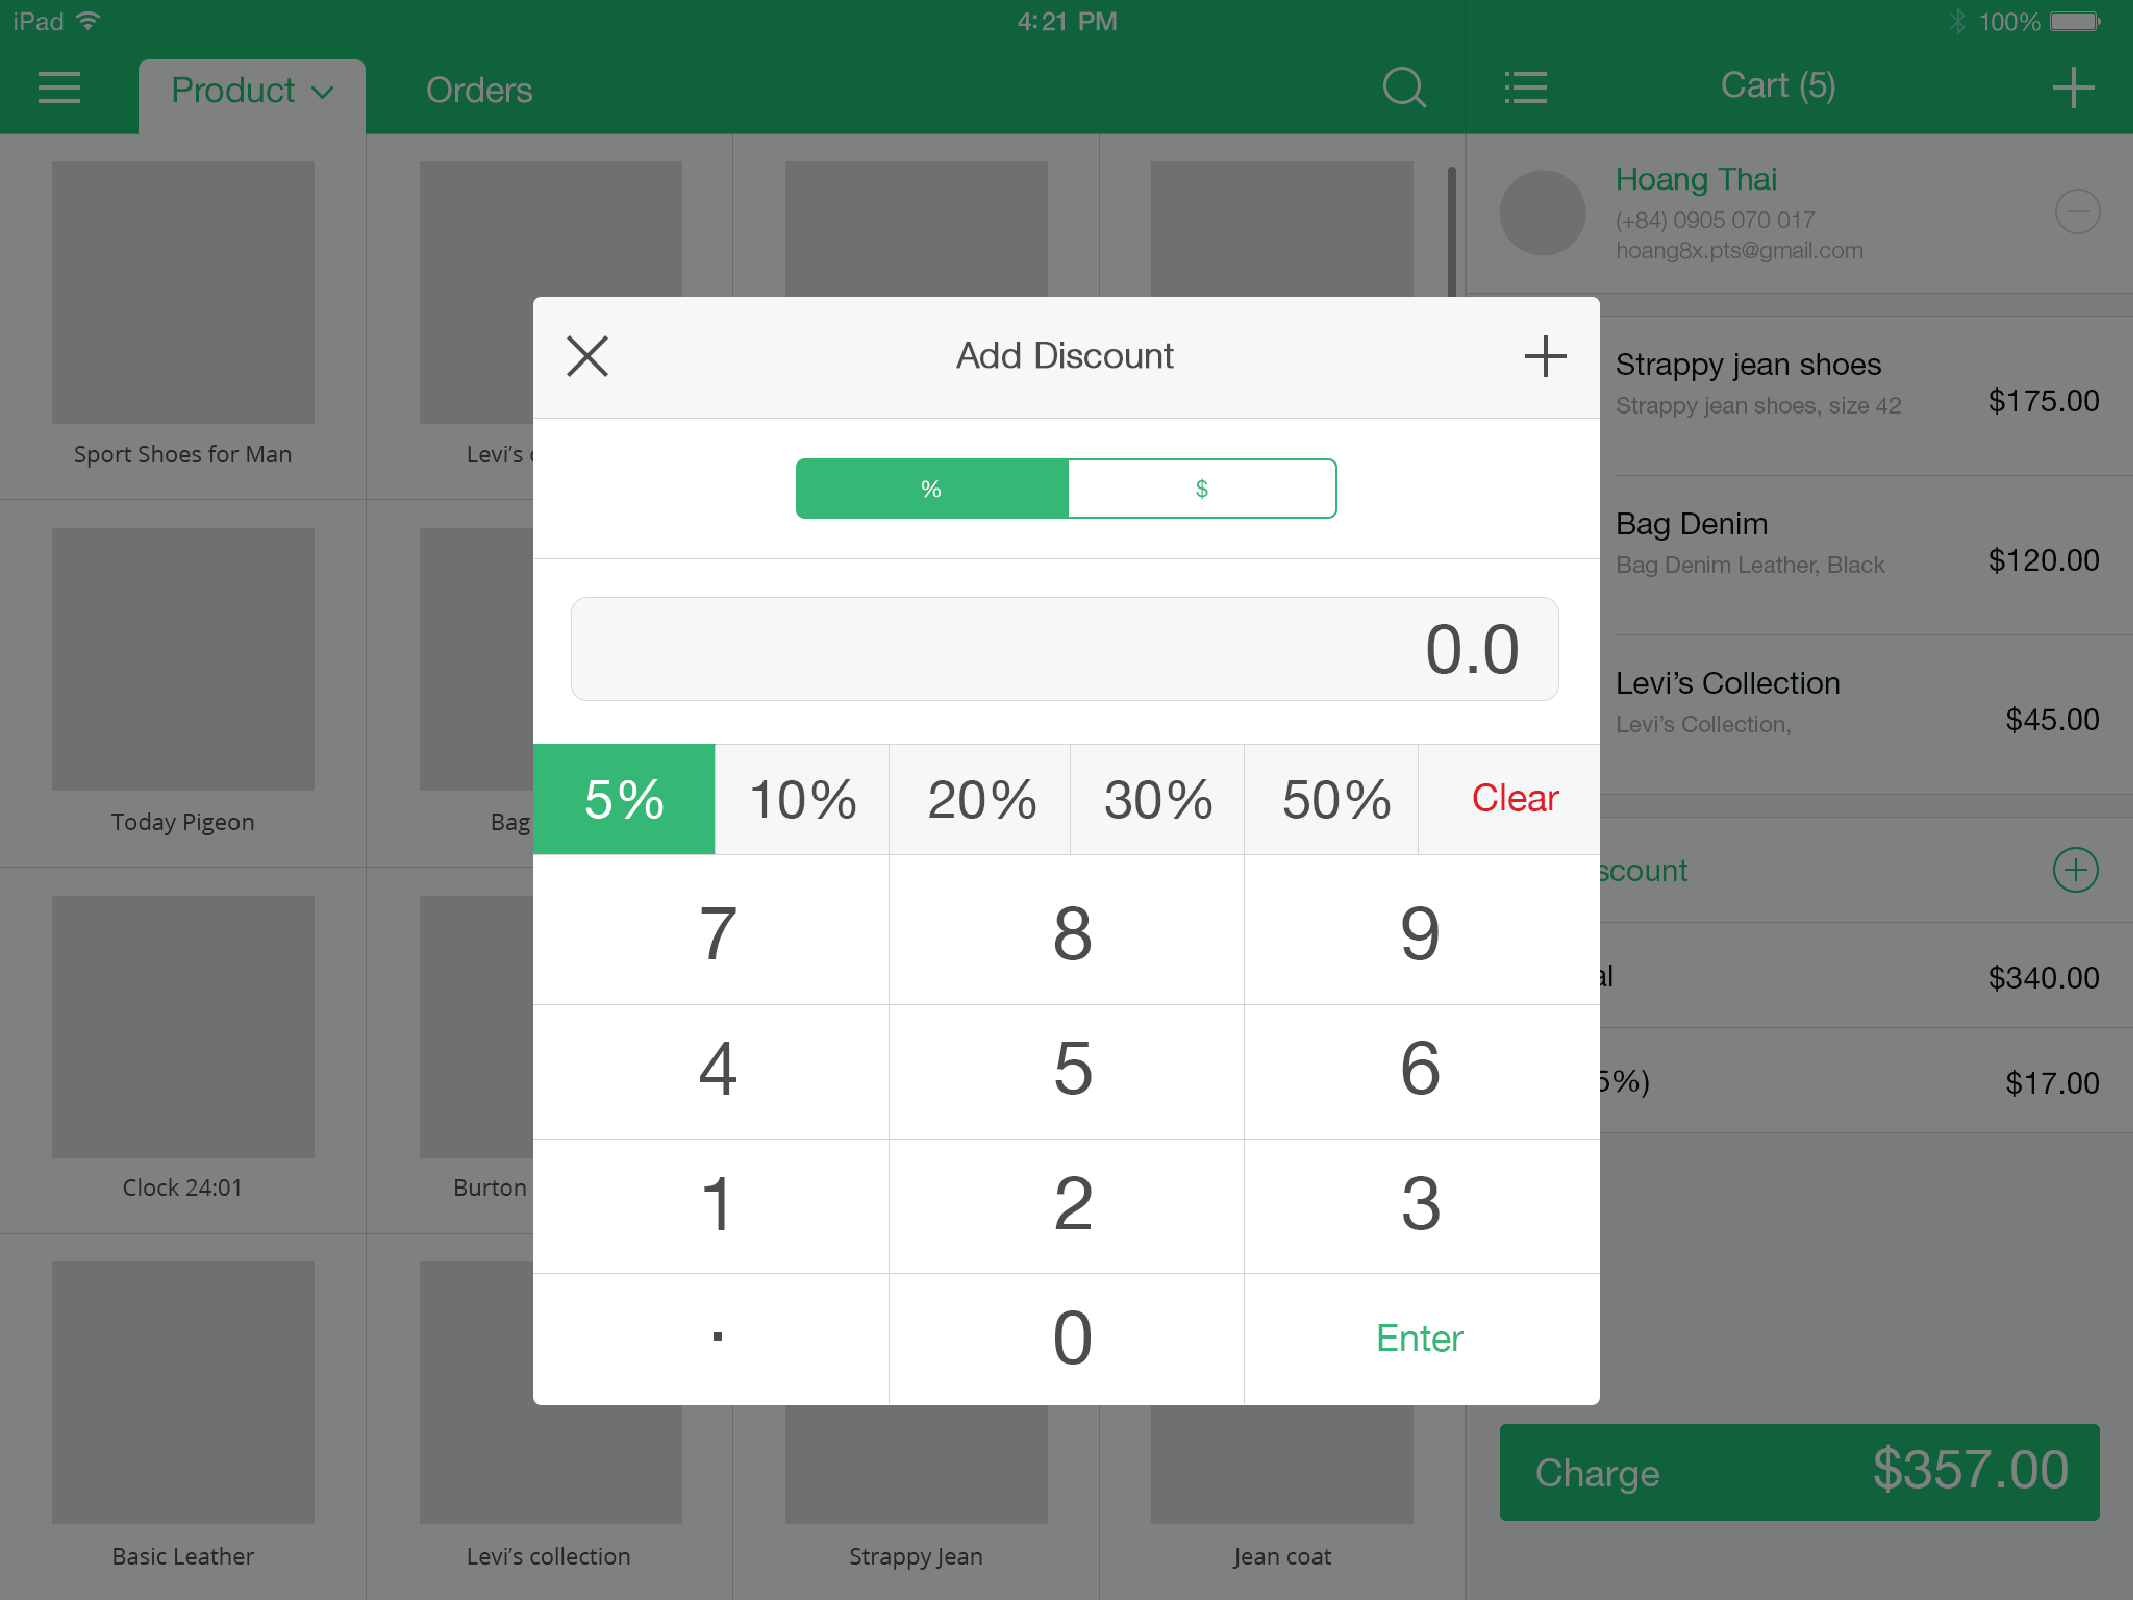 iPad
4:21 PM
100%
Product
Orders
Cart (5)
Hoang Thai
(+84) 0905 070 017
hoang8x.pts@gmail.com
Add Discount
Strappy jean shoes
Strappy jean shoes, size 42
$175.00
Sport Shoes for Man
Levi's
%
$
Bag Denim
Bag Denim Leather, Black
$120.00
0.0
Levi's Collection
Levi's Collection,
$45.00
5%
10%
20%
30%
50%
Clear
Today Pigeon
Bag
scount
7
8
9
al
$340.00
4
5
6
5%)
$17.00
Clock 24:01
Burton
1
2
3
.
0
Enter
Charge
$357.00
Basic Leather
Levi's collection
Strappy Jean
Jean coat